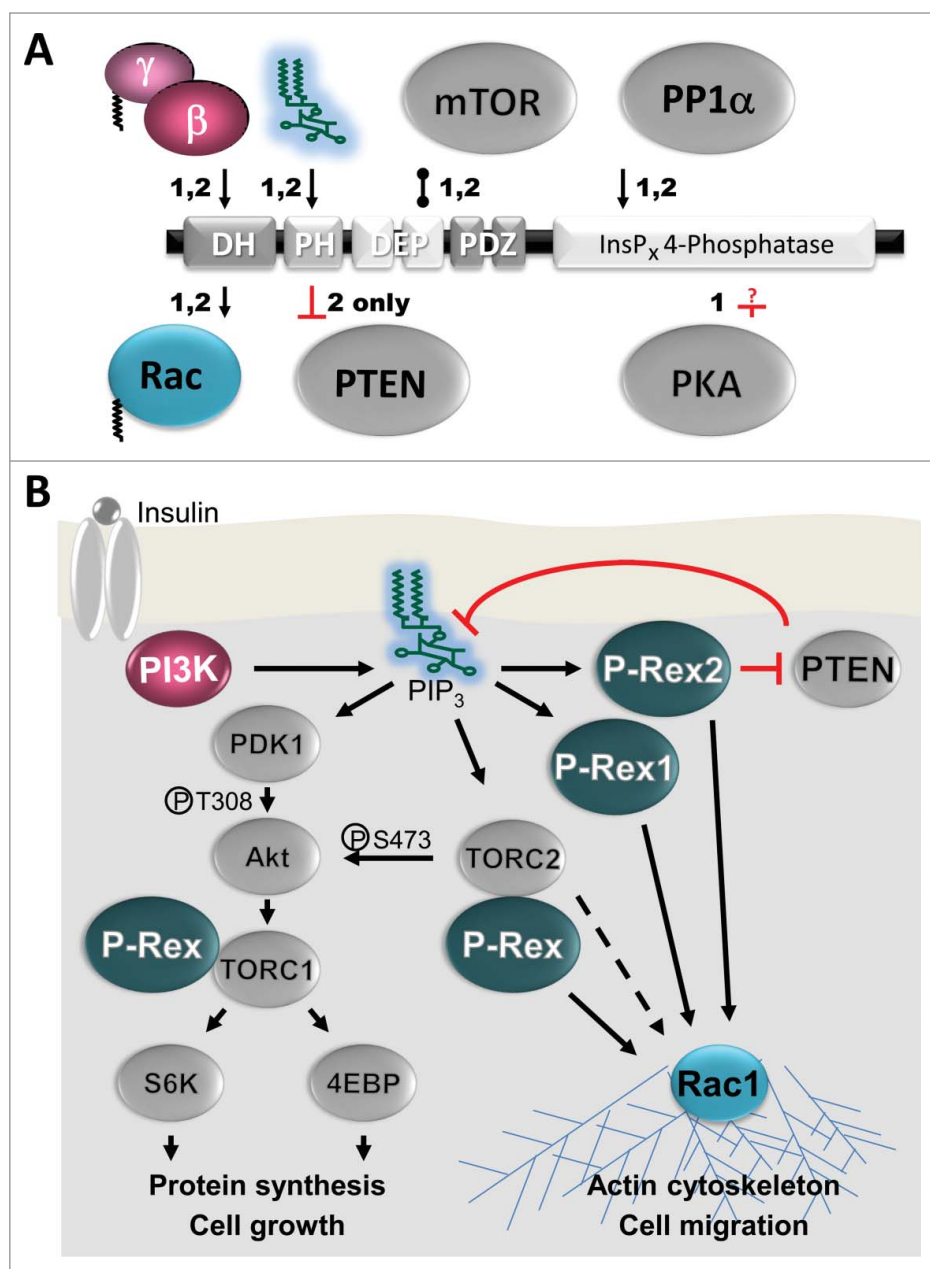 A
γ
β
mTOR
PP1α
1,2
1,2
1,2
1,2
DH
PH
DEP
PDZ
InsPx 4-Phosphatase
1,2
2 only
1
?
Rac
PTEN
PKA
B
Insulin
PI3K
PIP3
P-Rex2
PTEN
PDK1
P-Rex1
P T308
Akt
P S473
TORC2
P-Rex
TORC1
P-Rex
S6K
4EBP
Rac1
Protein synthesis
Cell growth
Actin cytoskeleton
Cell migration